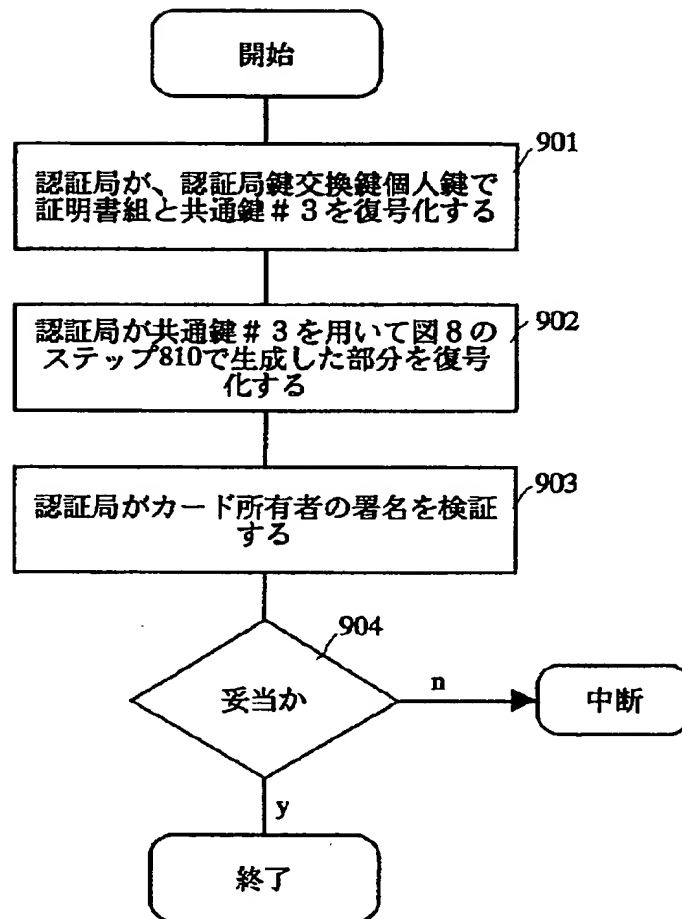 開始
901
認証局が、認証局鍵交換鍵個人鍵で
証明書組と共通鍵＃３を復号化する
902
認証局が共通鍵＃３を用いて図８の
ステップ810で生成した部分を復号
化する
903
認証局がカード所有者の署名を検証
する
904
妥当か
n
中断
y
終了